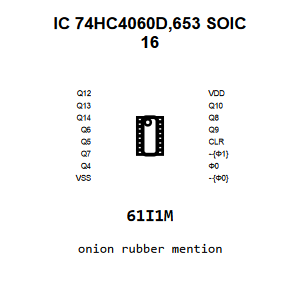 IC 74HC4060D,653 SOIC
16
Q12 VDD
Q13 Q10
Q14 Q8
Q6 Q9
Q5 CLR
Q7 ~{Φ1}
Q4 Φ0
VSS ~{Φ0}
61I1M
onion rubber mention